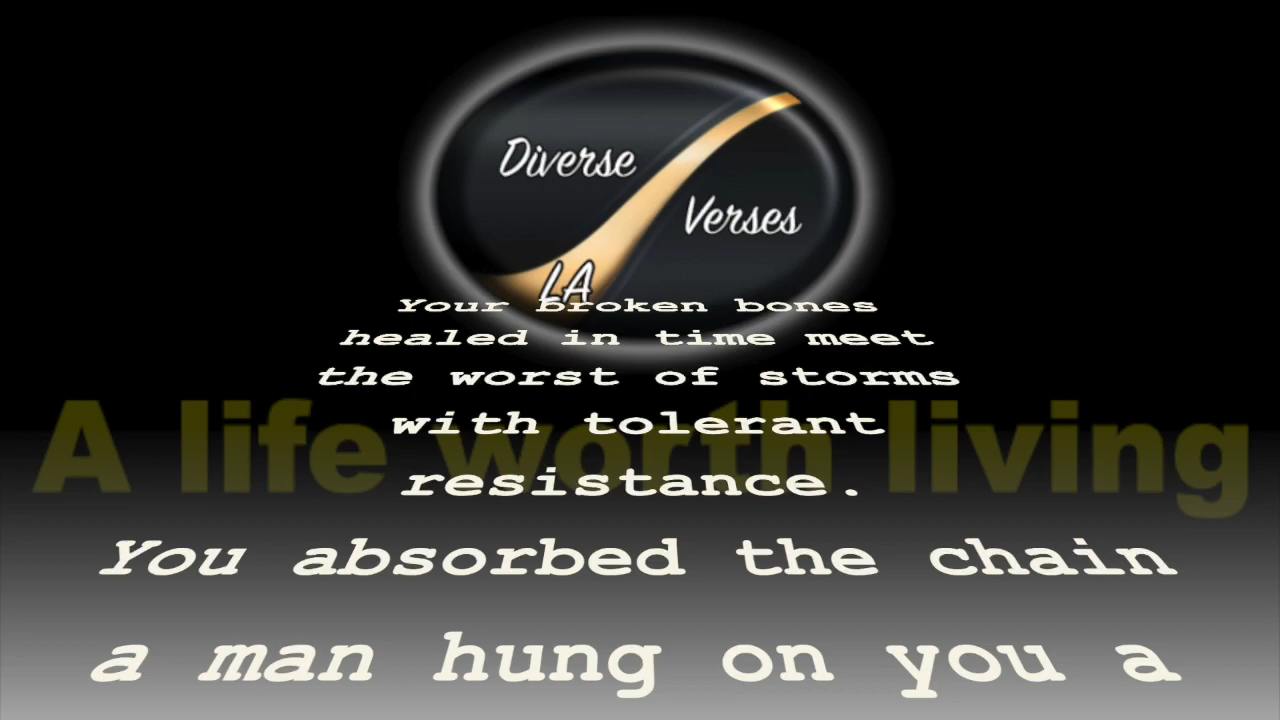 Diverse
Verses
LA
Your broken bones
healed in time meet
the worst of storms
with tolerant
resistance.
You absorbed the chain
a man hung on you a
A life worth living